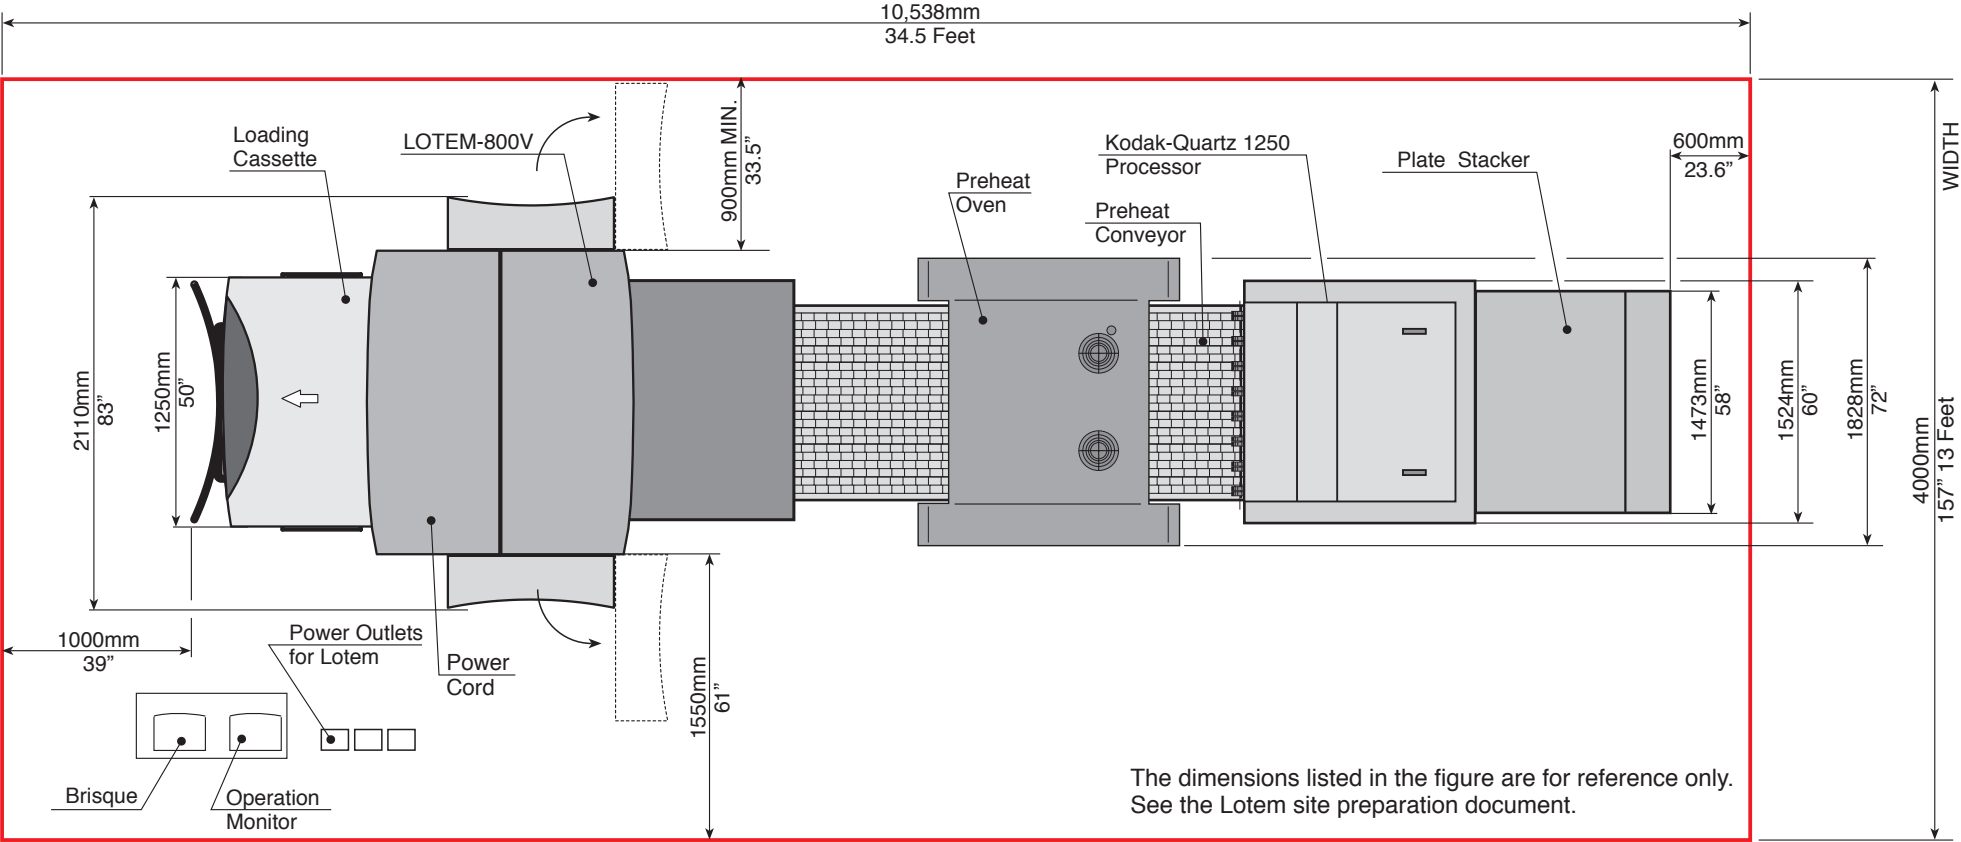 10,538mm
34.5 Feet
Loading
Cassette
LOTEM-800V
900mm MIN.
33.5”
Preheat
Oven
Preheat
Conveyor
Kodak-Quartz 1250
Processor
Plate Stacker
600mm
23.6”
WIDTH
2110mm
83”
1250mm
50”
1473mm
58”
1524mm
60”
1828mm
72”
4000mm
157” 13 Feet
1000mm
39”
Power Outlets
for Lotem
Power
Cord
1550mm
61”
Brisque
Operation
Monitor
The dimensions listed in the figure are for reference only.
See the Lotem site preparation document.